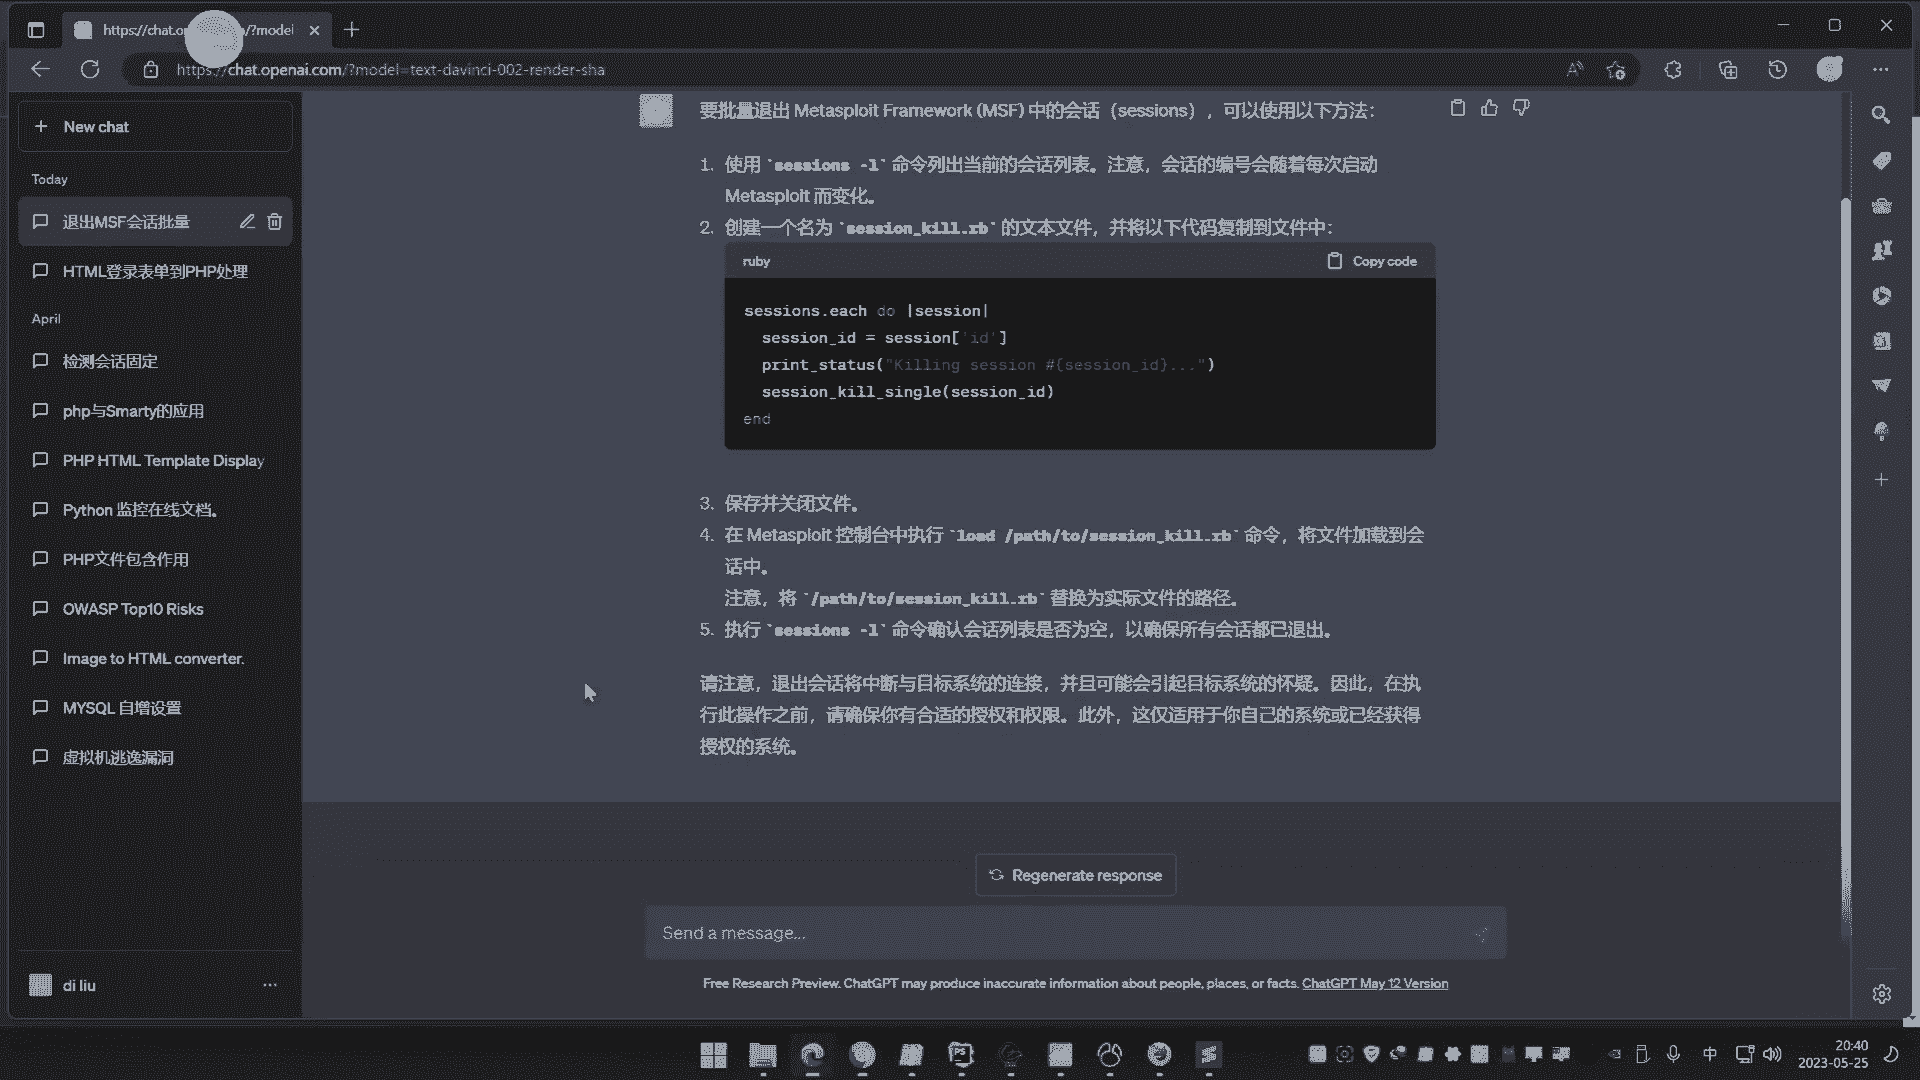 https://chat.op /?model
https://chat.openai.com/?model=text-davinci-002-render-sha
New chat
Today
退出MSF会话批量
HTML登录表单到PHP处理
April
检测会话固定
php与Smarty的应用
PHP HTML Template Display
Python 监控在线文档。
PHP文件包含作用
OWASP Top10 Risks
Image to HTML converter.
MYSQL 自增设置
虚拟机逃逸漏洞
di liu
要批量退出 Metasploit Framework (MSF) 中的会话（sessions），可以使用以下方法：
1. 使用 `sessions -l` 命令列出当前的会话列表。注意，会话的编号会随着每次启动
Metasploit 而变化。
2. 创建一个名为 `session_kill.rb` 的文本文件，并将以下代码复制到文件中：
ruby
Copy code
sessions.each do |session|
session_id = session['id']
print_status("Killing session #{session_id}...")
session_kill_single(session_id)
end
3. 保存并关闭文件。
4. 在 Metasploit 控制台中执行 `load /path/to/session_kill.rb` 命令，将文件加载到会
话中。
注意，将 `/path/to/session_kill.rb` 替换为实际文件的路径。
5. 执行 `sessions -l` 命令确认会话列表是否为空，以确保所有会话都已退出。
请注意，退出会话将中断与目标系统的连接，并且可能会引起目标系统的怀疑。因此，在执
行此操作之前，请确保你有合适的授权和权限。此外，这仅适用于你自己的系统或已经获得
授权的系统。
Regenerate response
Send a message...
Free Research Preview. ChatGPT may produce inaccurate information about people, places, or facts. ChatGPT May 12 Version
PS
中
20:40
2023-05-25